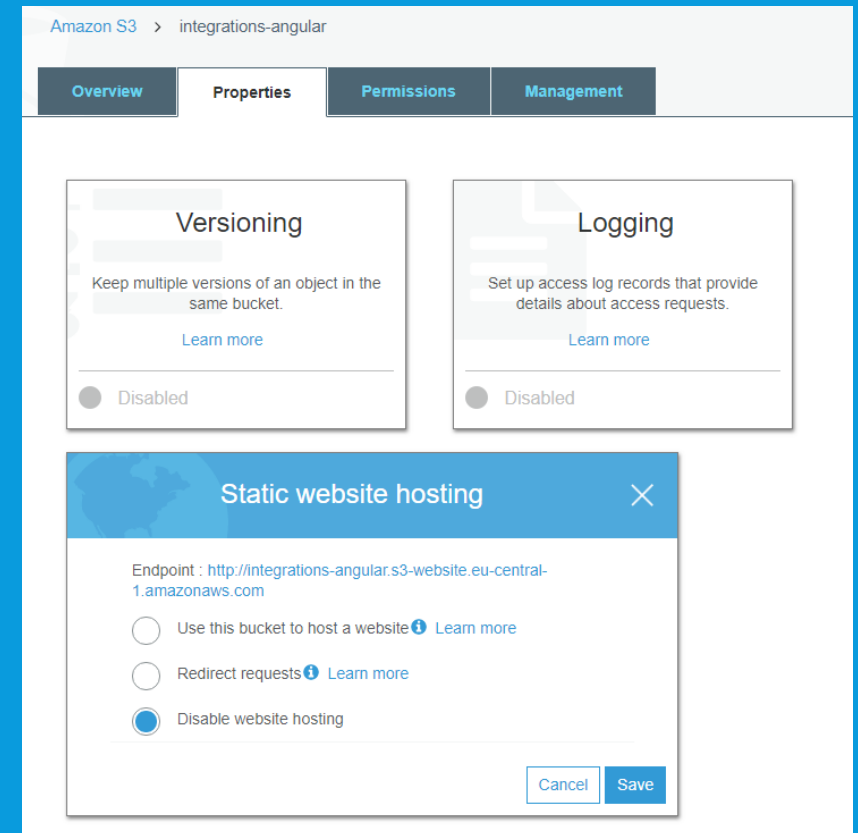 Amazon S3 > integrations-angular
Overview Properties Permissions Management
Versioning
Keep multiple versions of an object in the
same bucket.
Learn more
Disabled
Logging
Set up access log records that provide
details about access requests.
Learn more
Disabled
Static website hosting
Endpoint : http://integrations-angular.s3-website.eu-central-
1.amazonaws.com
Use this bucket to host a website Learn more
Redirect requests Learn more
Disable website hosting
Cancel Save